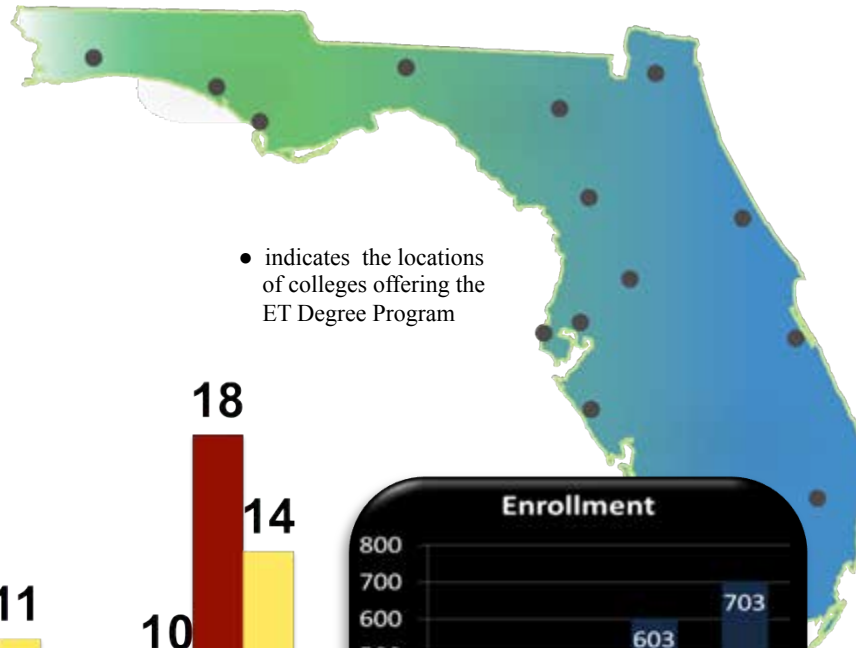 ● indicates the locations
of colleges offering the
ET Degree Program
18
14
11
10
Enrollment
800
700
703
600
603